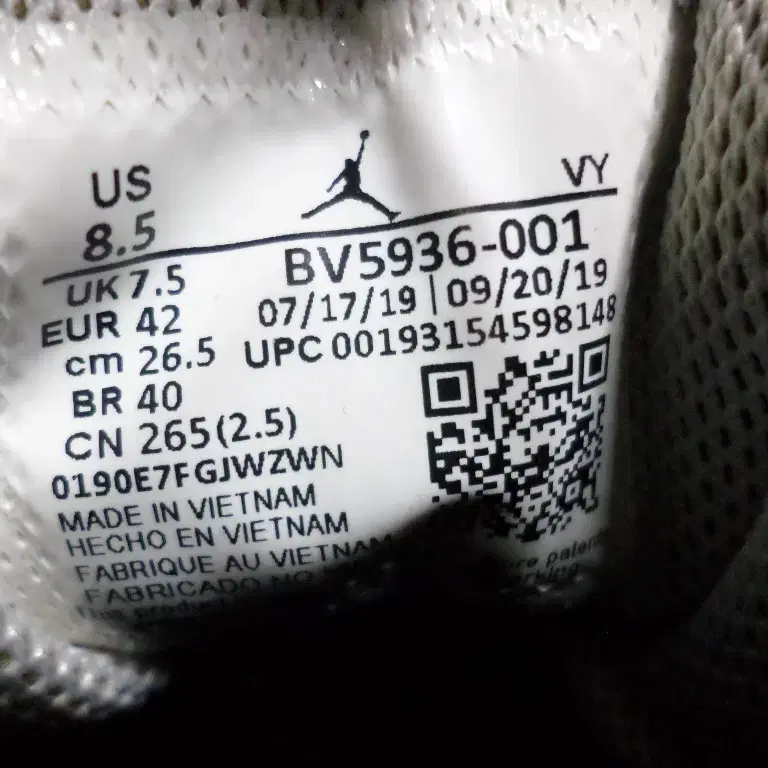 US
8.5
VY
BV5936-001
UK 7.5
07/17/19 | 09/20/19
EUR 42
UPC 00193154598148
cm 26.5
BR 40
CN 265(2.5)
0190E7FGJWZWN
MADE IN VIETNAM
HECHO EN VIETNAM
FABRIQUE AU VIETNAM
FABRICADO NO